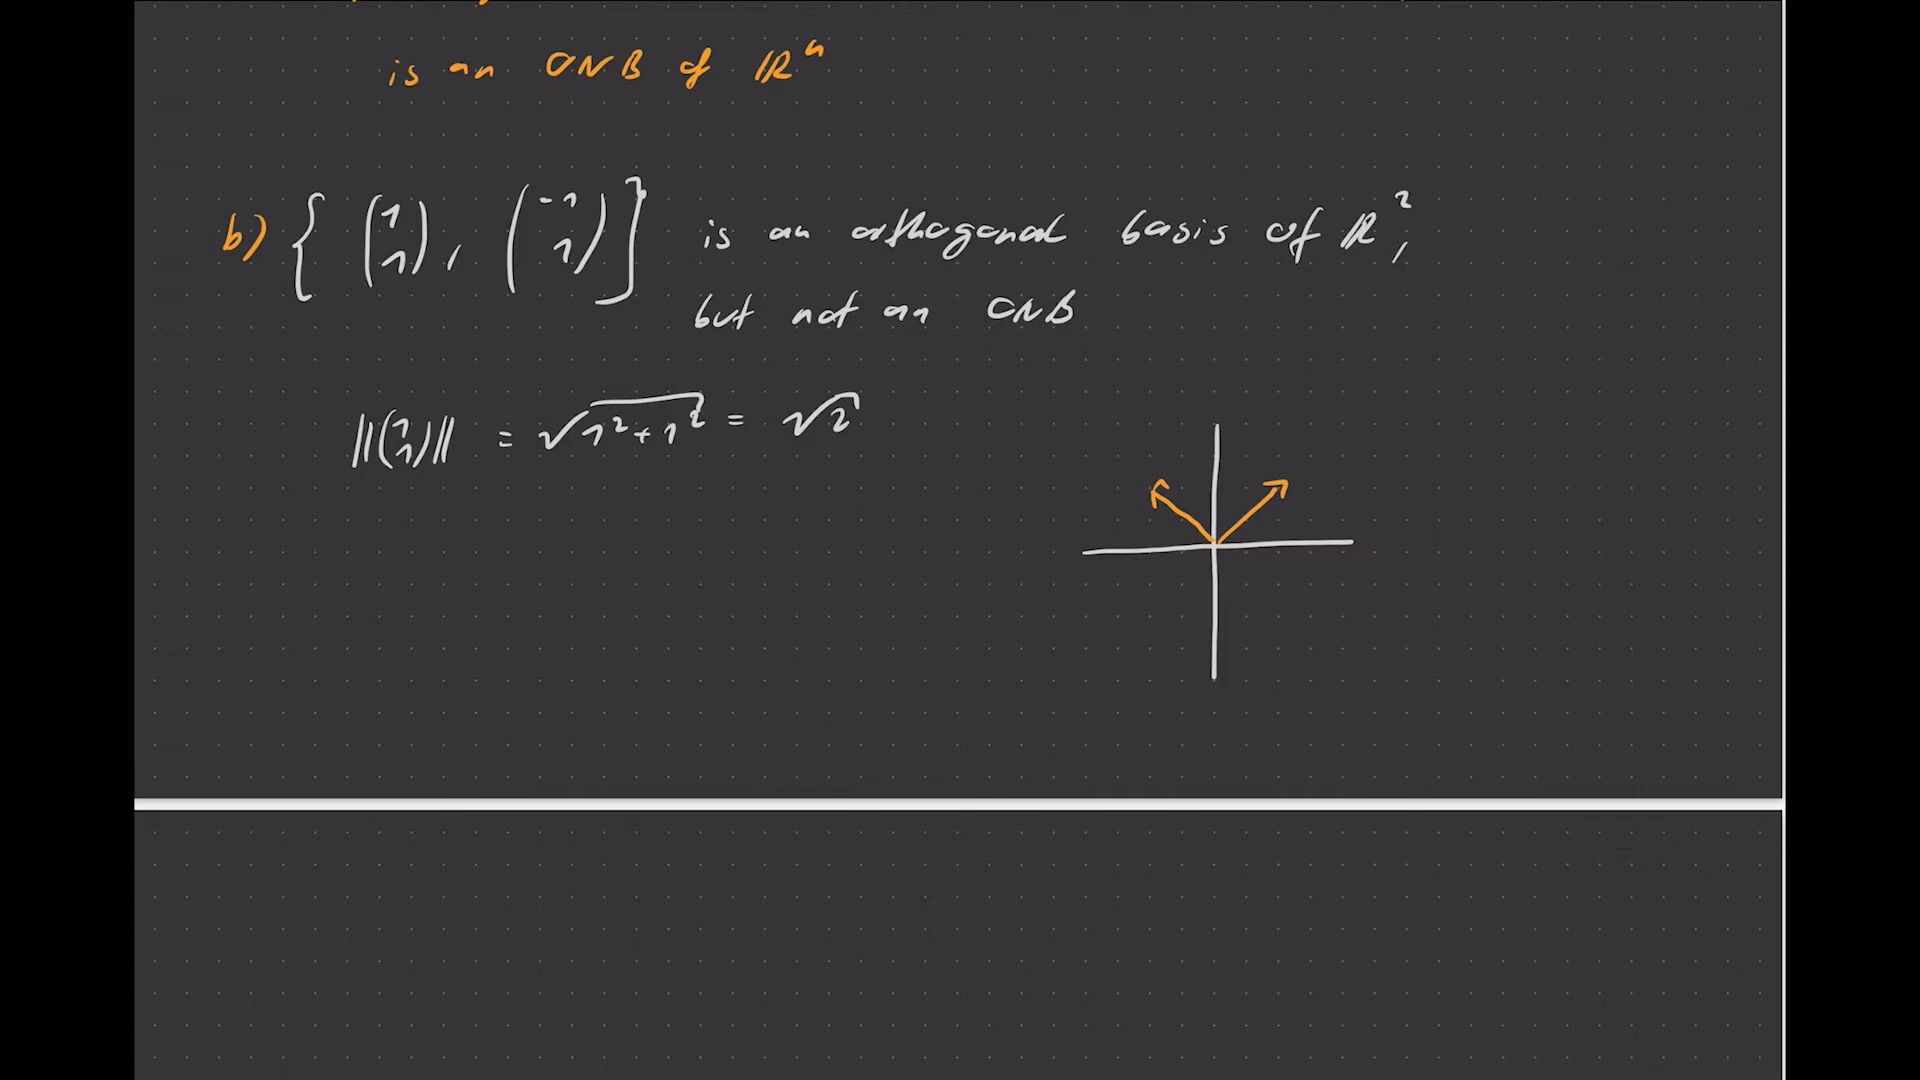 is an ONB of ℝⁿ
b) { (1 1), (-1 1) } is an orthogonal basis of ℝ²,
but not an ONB
||(1 1)|| = √(1² + 1²) = √2